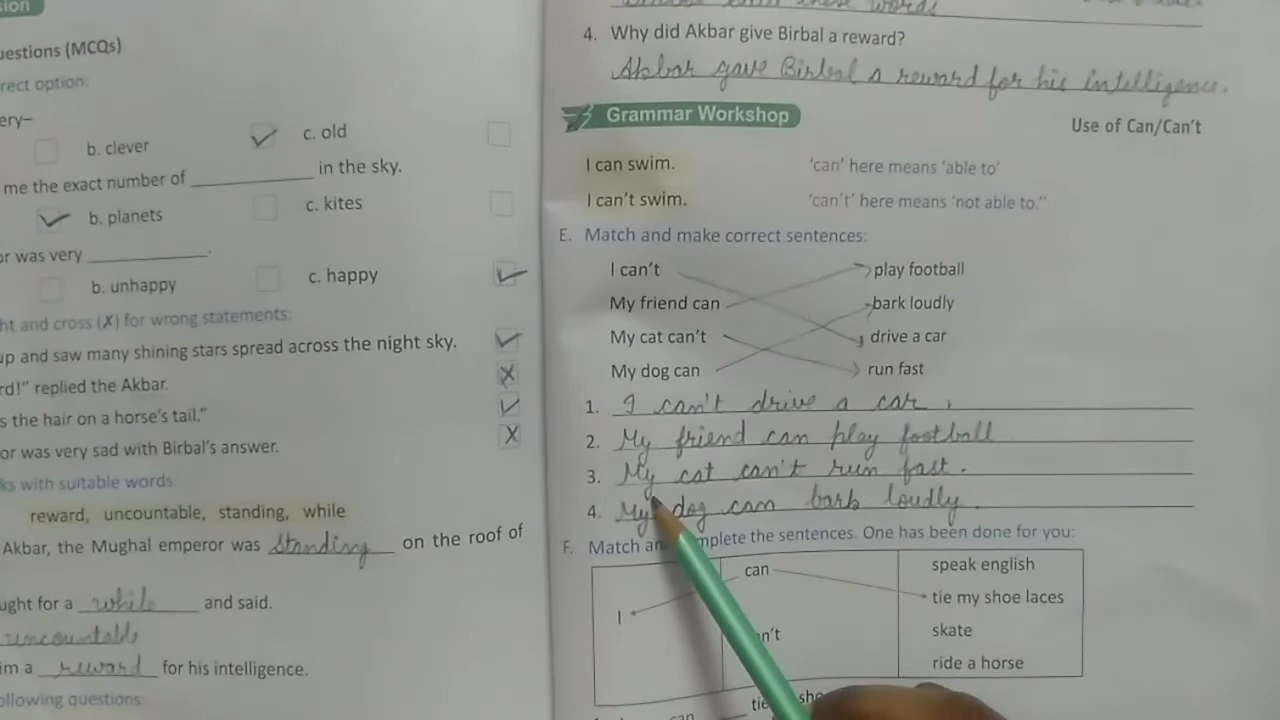 sion
uestions (MCQs)
rect option:
ery–
b. clever
c. old
me the exact number of in the sky.
b. planets
c. kites
or was very
b. unhappy
c. happy
ht and cross (X) for wrong statements:
up and saw many shining stars spread across the night sky.
rd!" replied the Akbar.
s the hair on a horse's tail."
or was very sad with Birbal's answer.
ks with suitable words
reward, uncountable, standing, while
Akbar, the Mughal emperor was standing on the roof of
ught for a while and said.
uncountable
im a reward for his intelligence.
ollowing questions:
these words
4. Why did Akbar give Birbal a reward?
Akbar gave Birbal a reward for his intelligence.
Grammar Workshop
Use of Can/Can't
I can swim. 'can' here means 'able to'
I can't swim. 'can't' here means 'not able to."
E. Match and make correct sentences:
I can't play football
My friend can bark loudly
My cat can't drive a car
My dog can run fast
1. I can't drive a car.
2. My friend can play football
3. My cat can't run fast.
4. My dog can bark loudly.
F. Match an mplete the sentences. One has been done for you:
I
can
n't
speak english
tie my shoe laces
skate
ride a horse
can tie sho